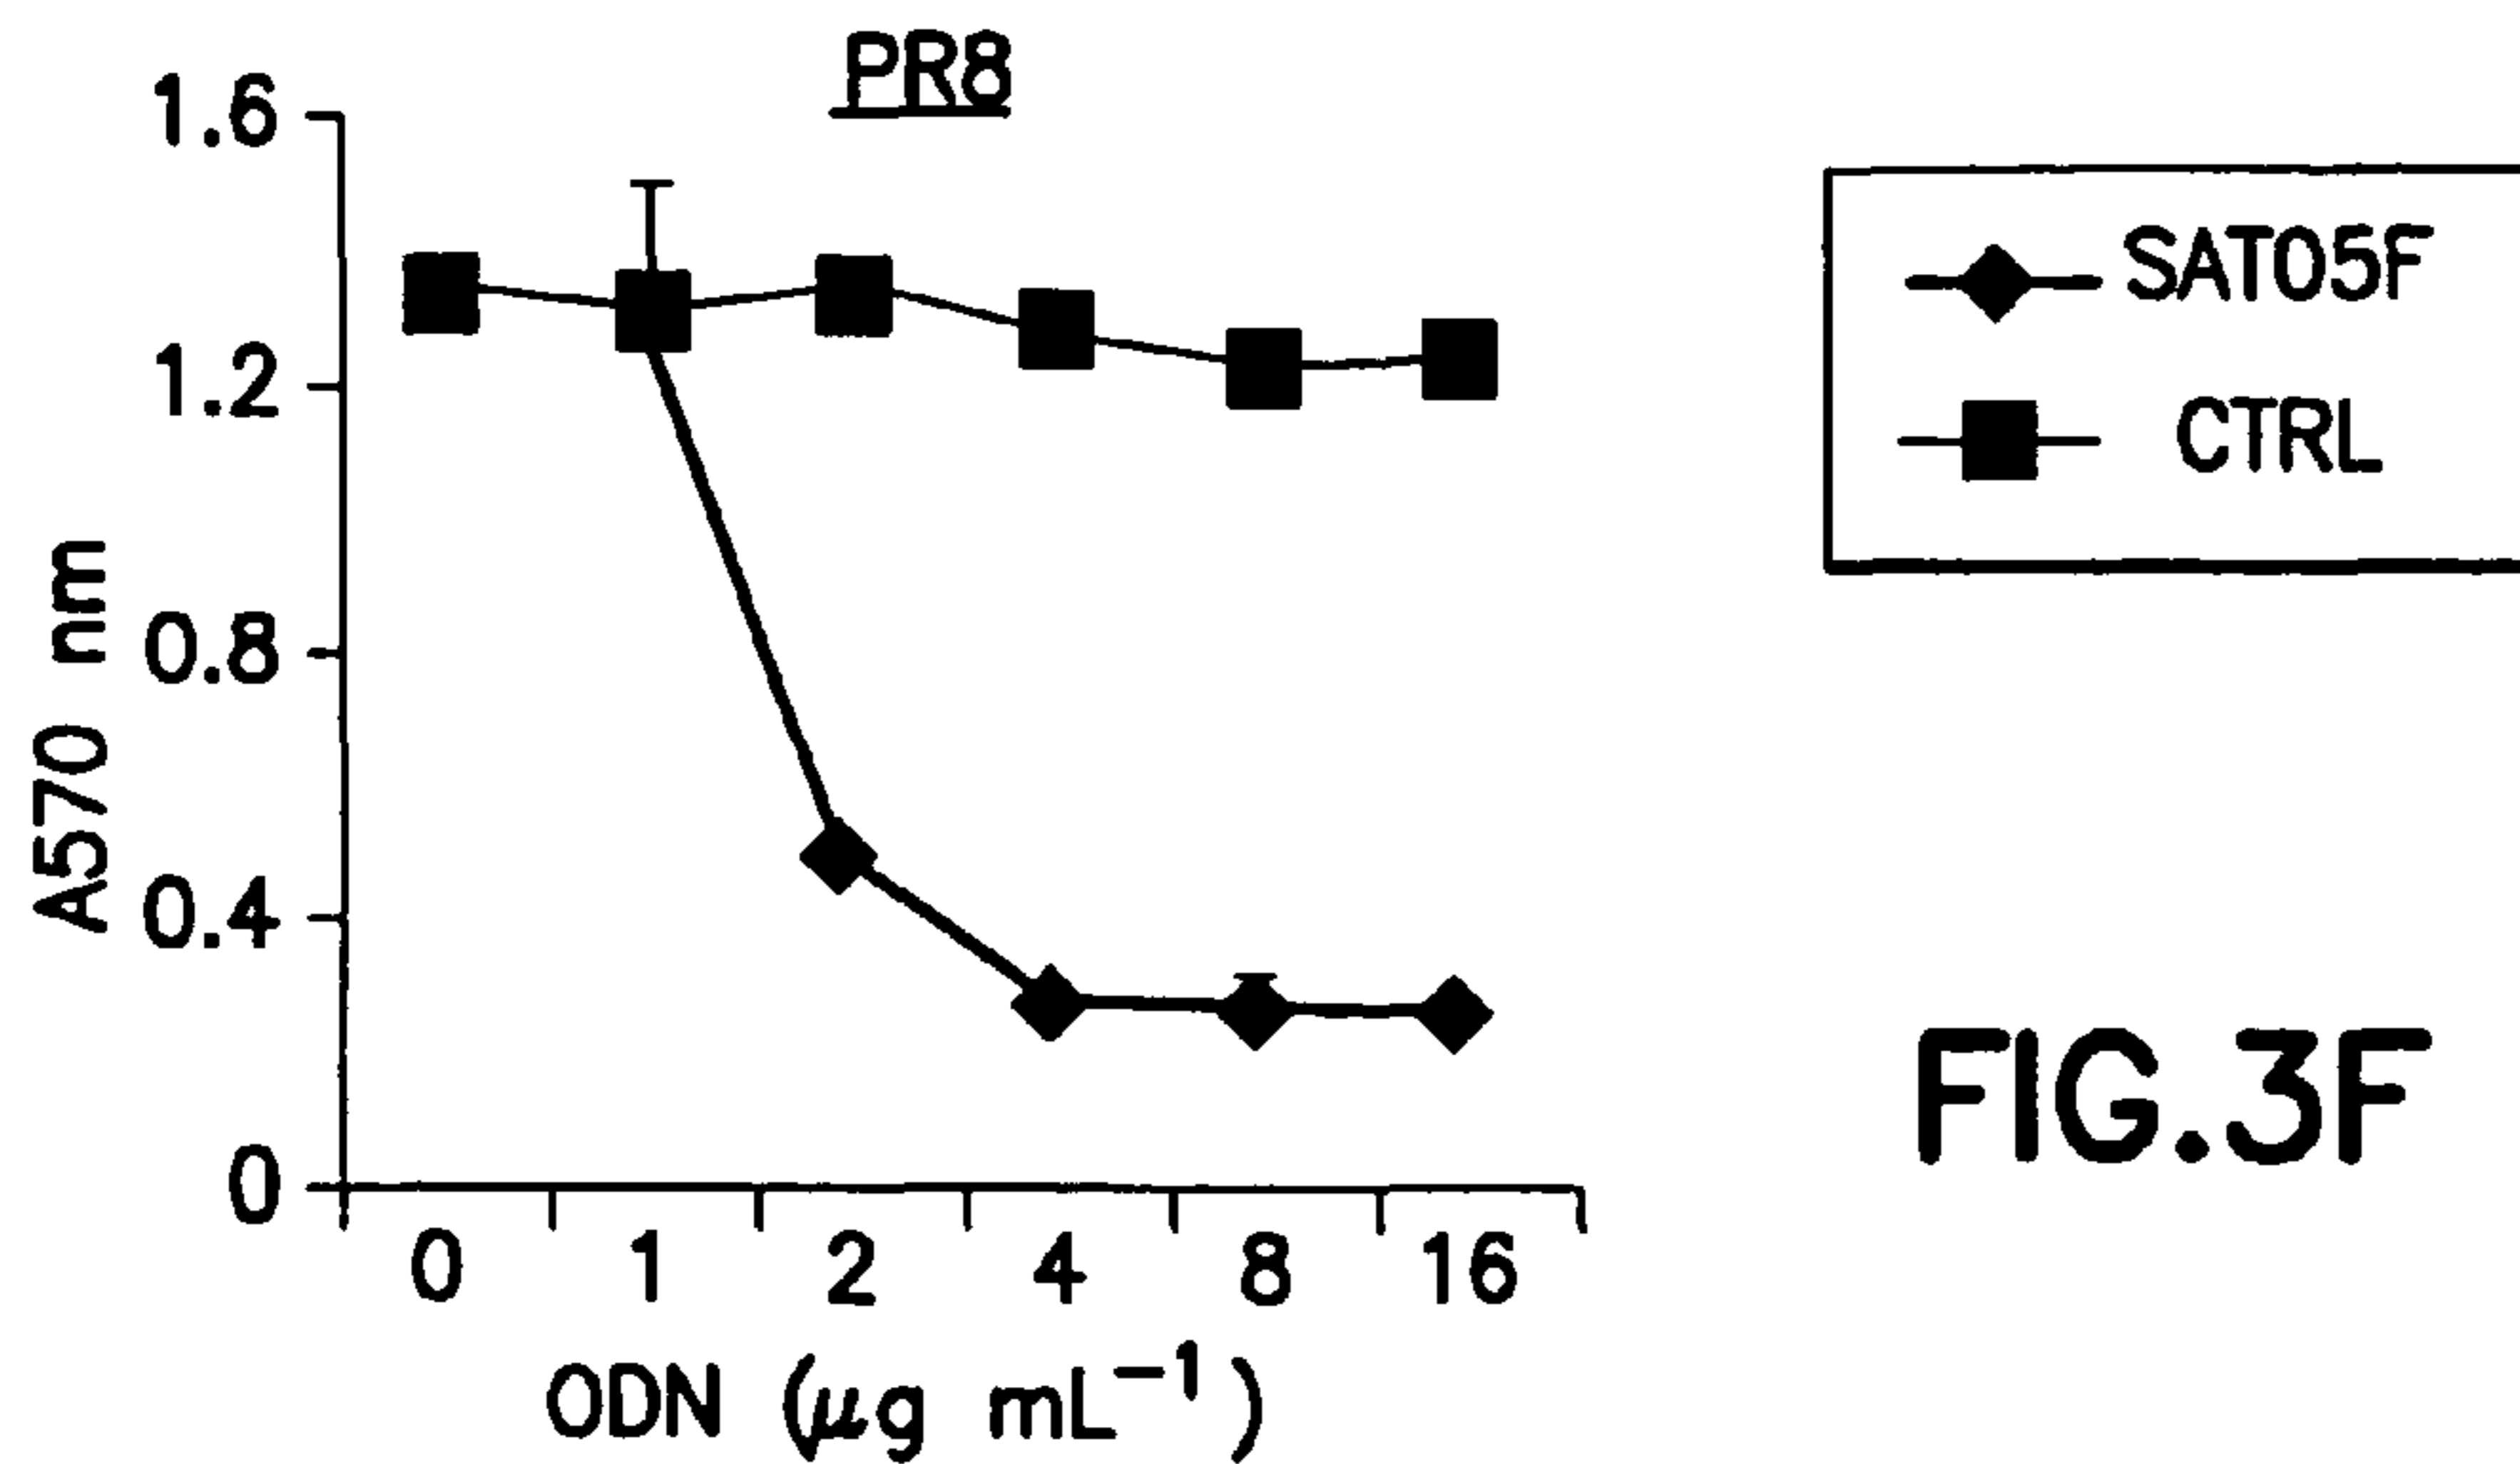 PR8
1.6
1.2
0.8
0.4
0
A570 nm
0 1 2 4 8 16
ODN (µg mL⁻¹)
SAT05F
CTRL
FIG.3F